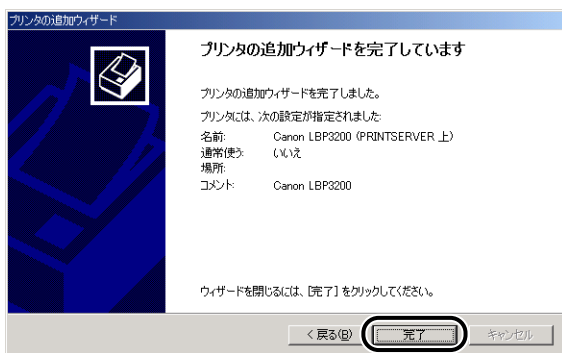 プリンタの追加ウィザード
プリンタの追加ウィザードを完了しています
プリンタの追加ウィザードを完了しました。
プリンタには、次の設定が指定されました:
名前: Canon LBP3200 (PRINTSERVER 上)
通常使う: いいえ
場所:
コメント: Canon LBP3200
ウィザードを閉じるには、[完了] をクリックしてください。
< 戻る(B) 完了 キャンセル